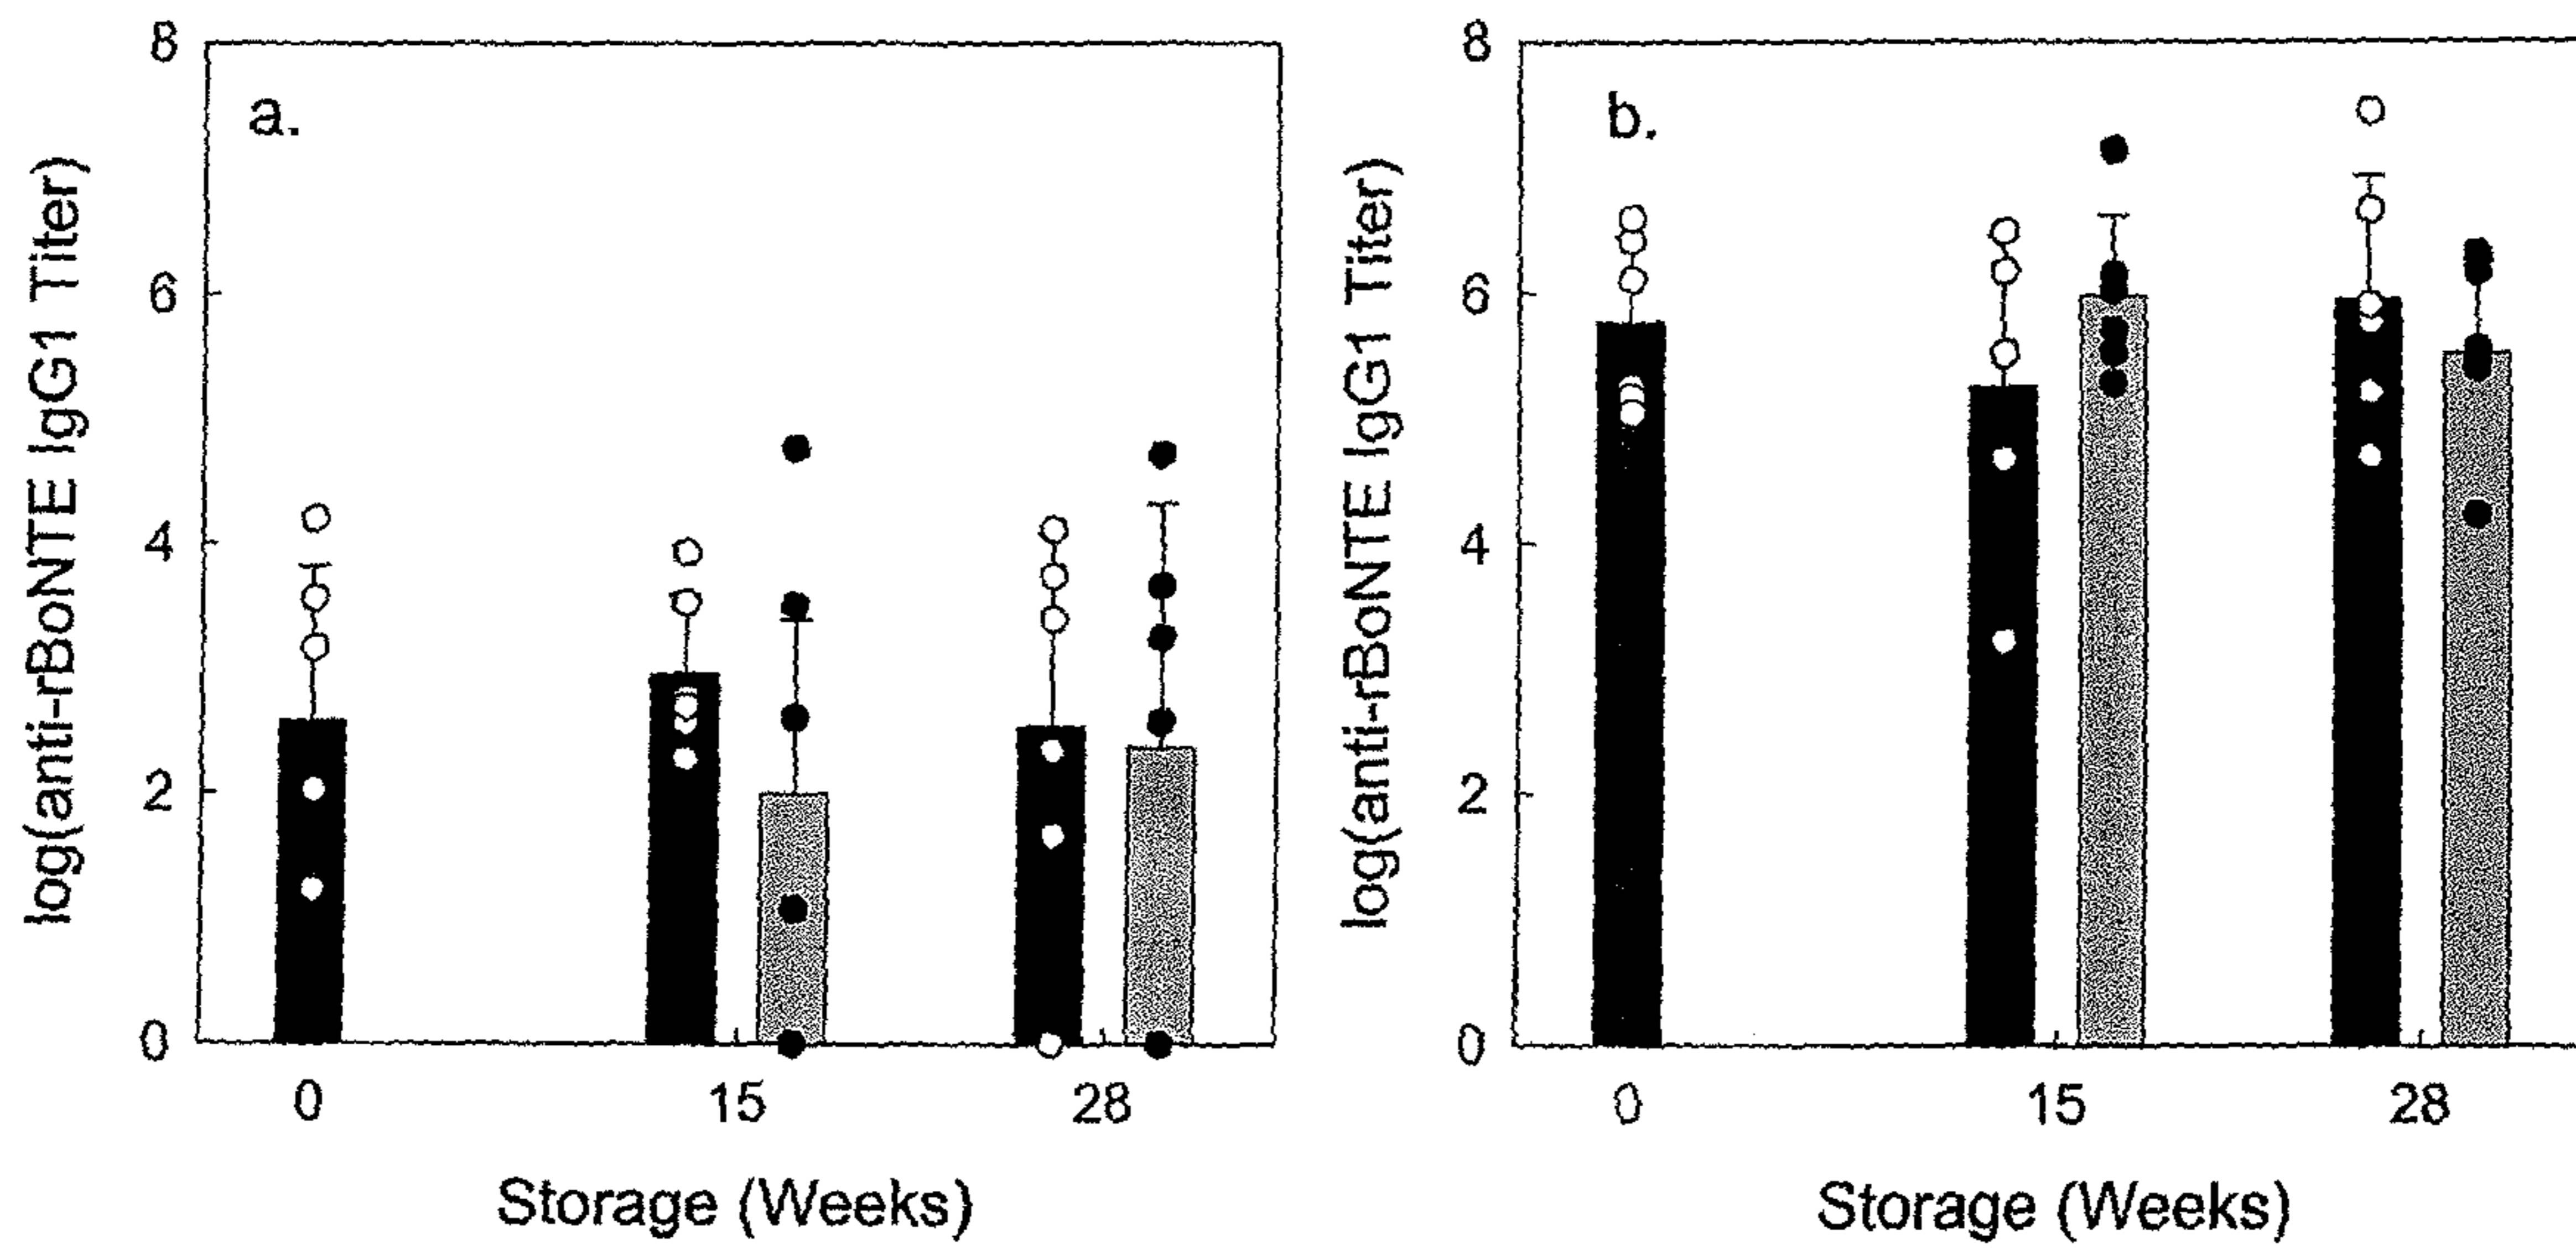 a.
log(anti-rBoNTE IgG1 Titer)
8
6
4
2
0
0 15 28
Storage (Weeks)
b.
log(anti-rBoNTE IgG1 Titer)
8
6
4
2
0
0 15 28
Storage (Weeks)